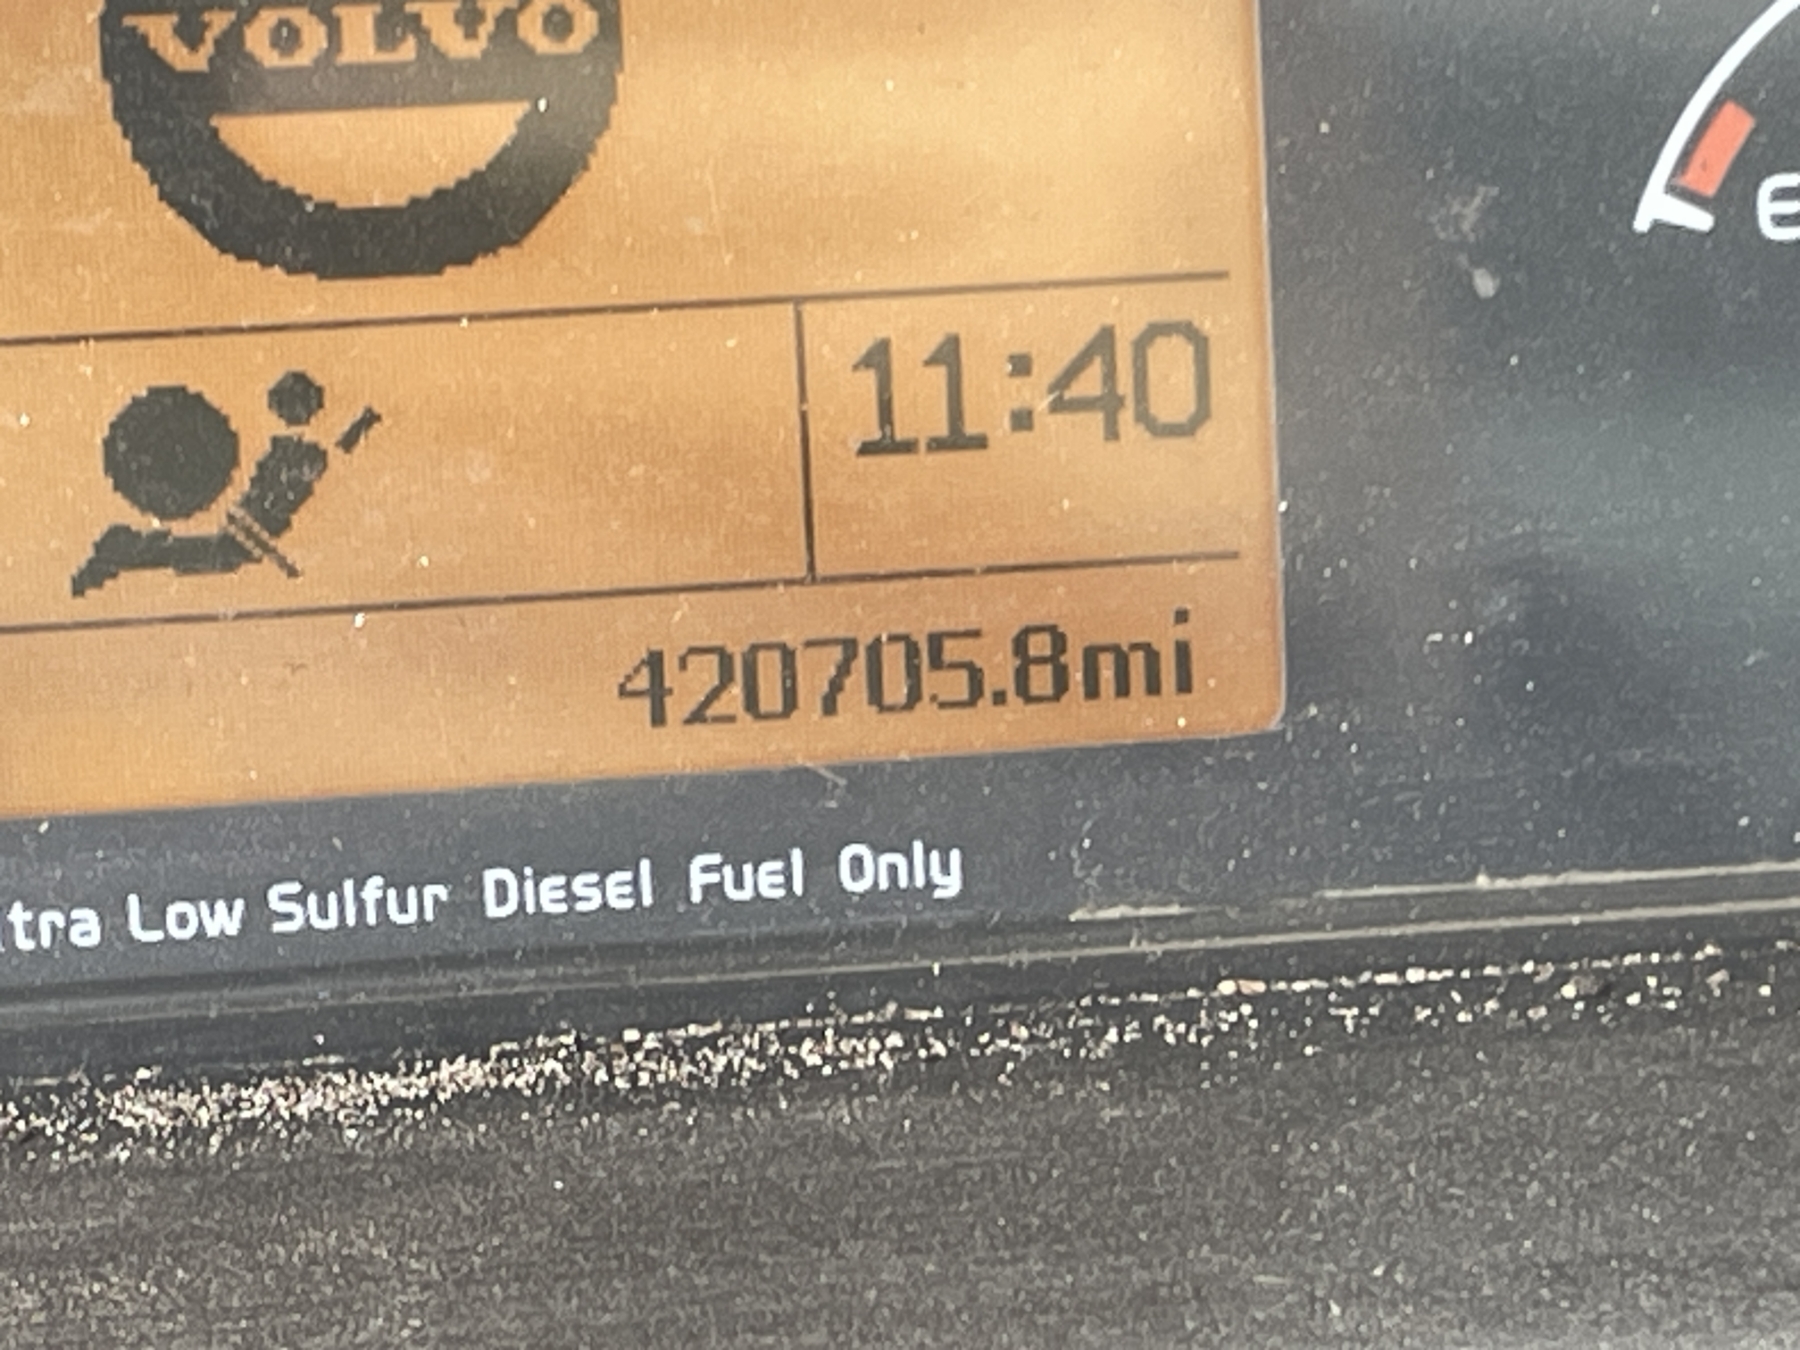 VOLVO
E
11:40
420705.8mi
tra Low Sulfur Diesel Fuel Only